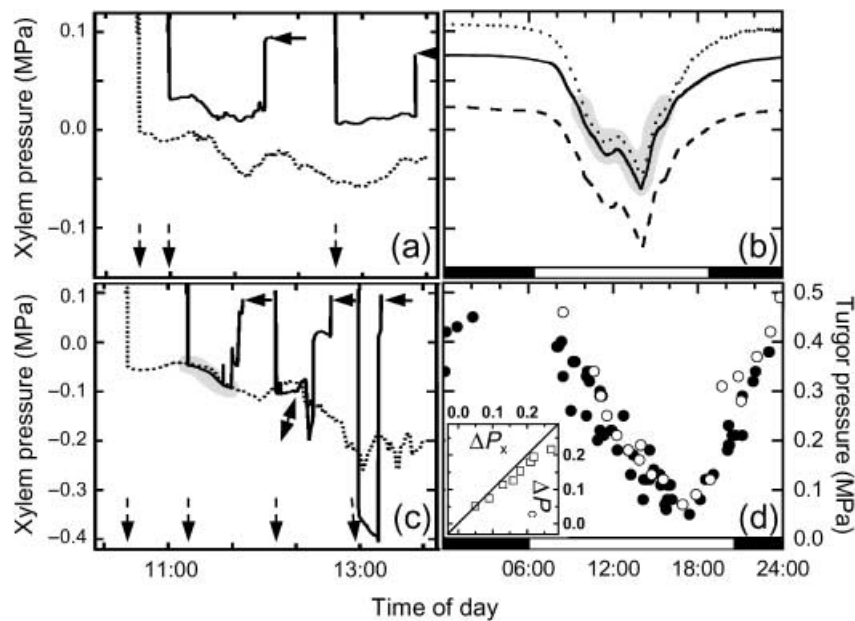 0.1
0.0
–0.1
Xylem pressure (MPa)
(a)
Xylem pressure (MPa)
(b)
0.1
0.0
–0.1
–0.2
–0.3
–0.4
Xylem pressure (MPa)
(c)
11:00
13:00
0.5
0.4
0.3
0.2
0.1
0.0
Turgor pressure (MPa)
(d)
0.0
0.2
ΔPx
ΔPc
0.2
0.1
0.0
06:00
12:00
18:00
24:00
Time of day